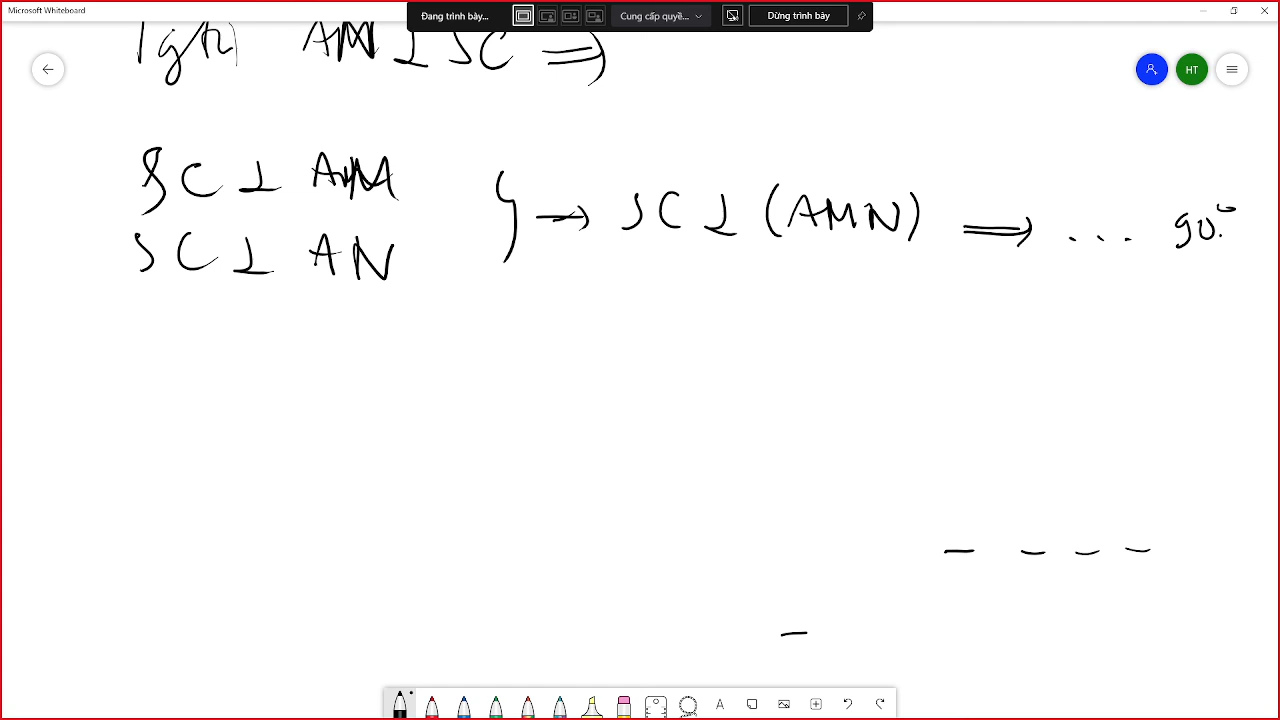 Microsoft Whiteboard
Đang trình bày...
Cung cấp quyề...
Dừng trình bày
HT
(gt) AM ⊥ SC ⇒
SC ⊥ AM
SC ⊥ AN
} → SC ⊥ (AMN) ⇒ ... 90°
A